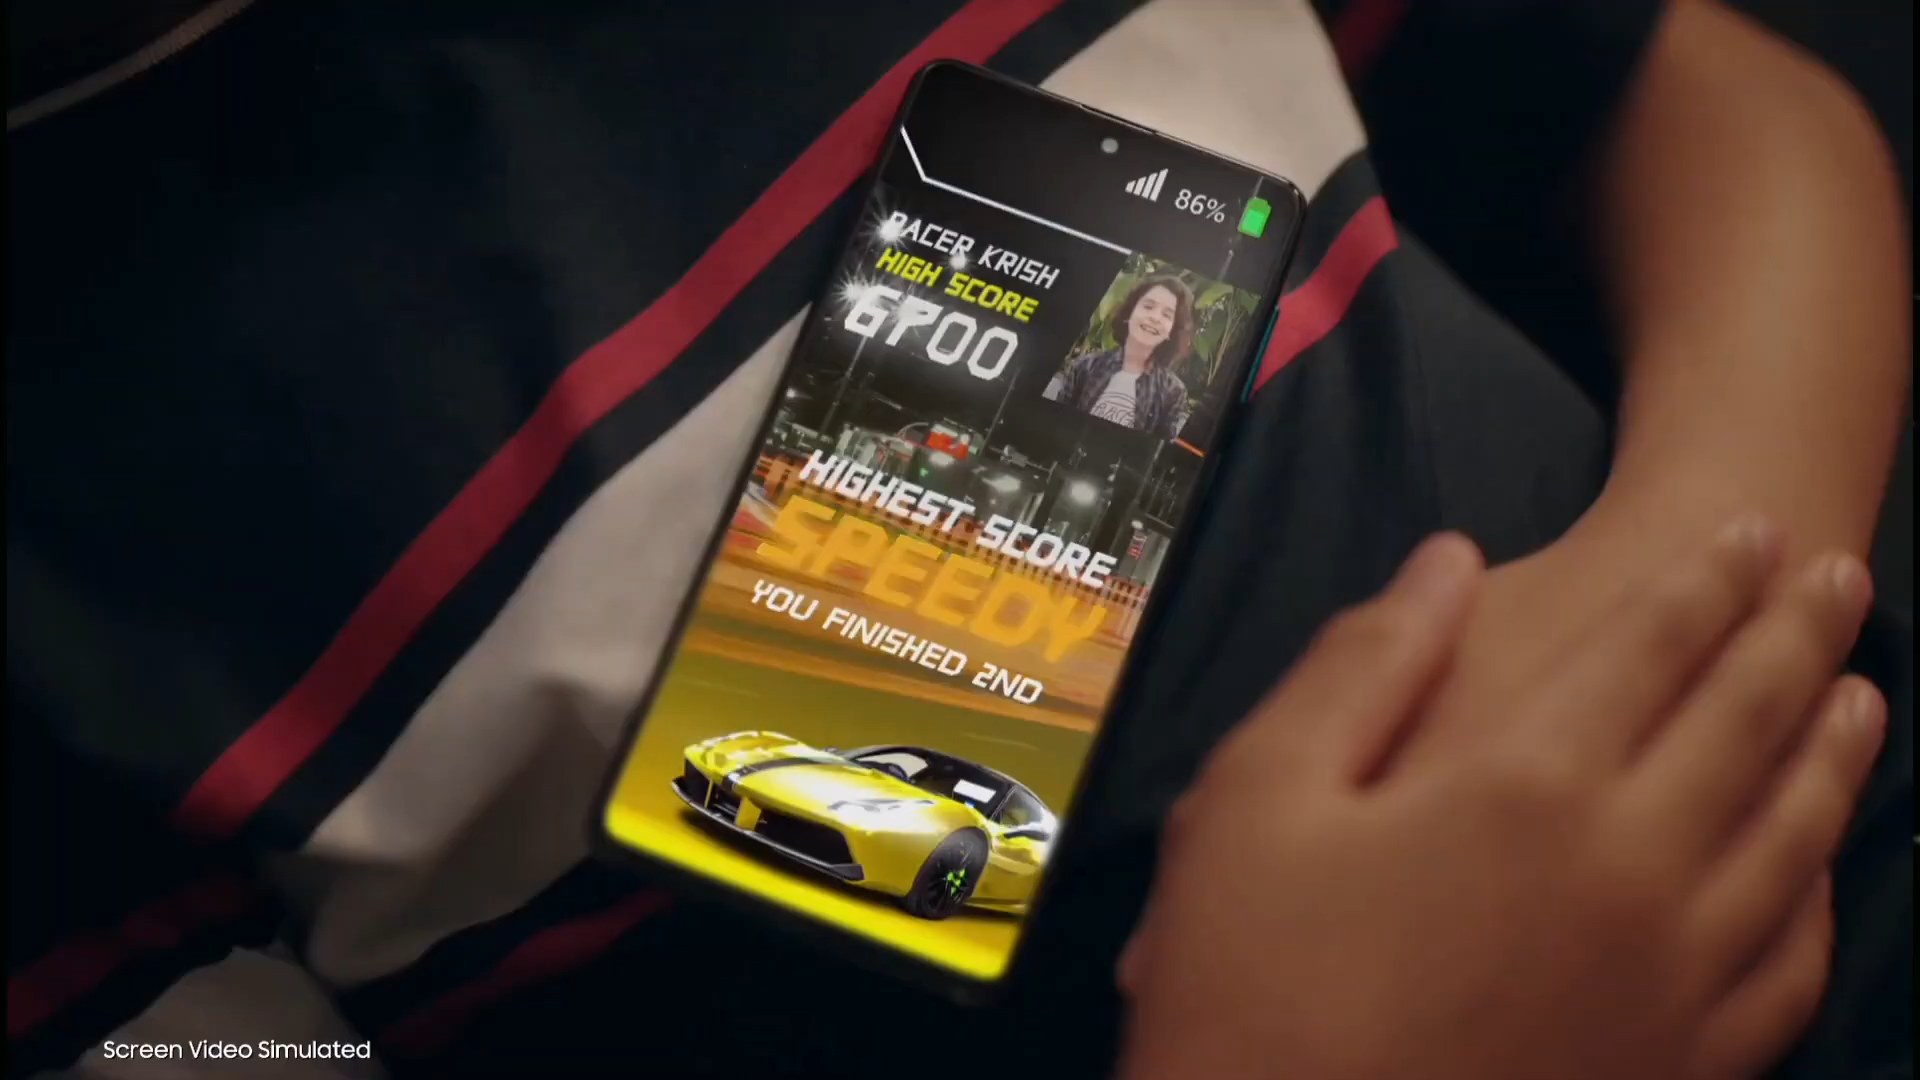 86%
RACER KRISH
HIGH SCORE
6700
HIGHEST SCORE
SPEEDY
YOU FINISHED 2ND
Screen Video Simulated